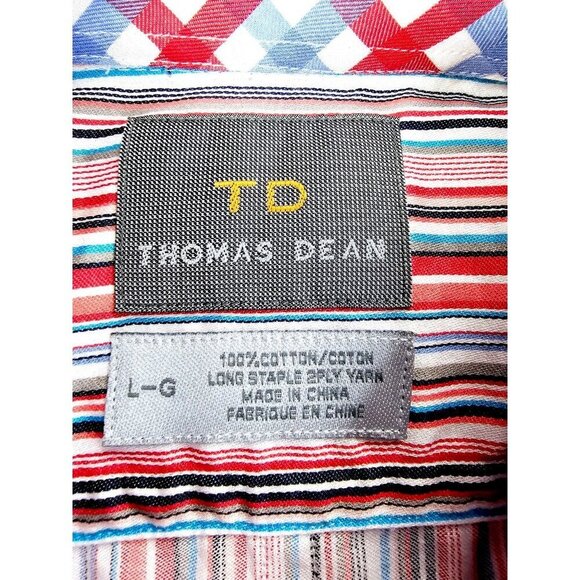 TD
THOMAS DEAN
L-G
100% COTTON/COTON
LONG STAPLE 2PLY YARN
MADE IN CHINA
FABRIQUE EN CHINE